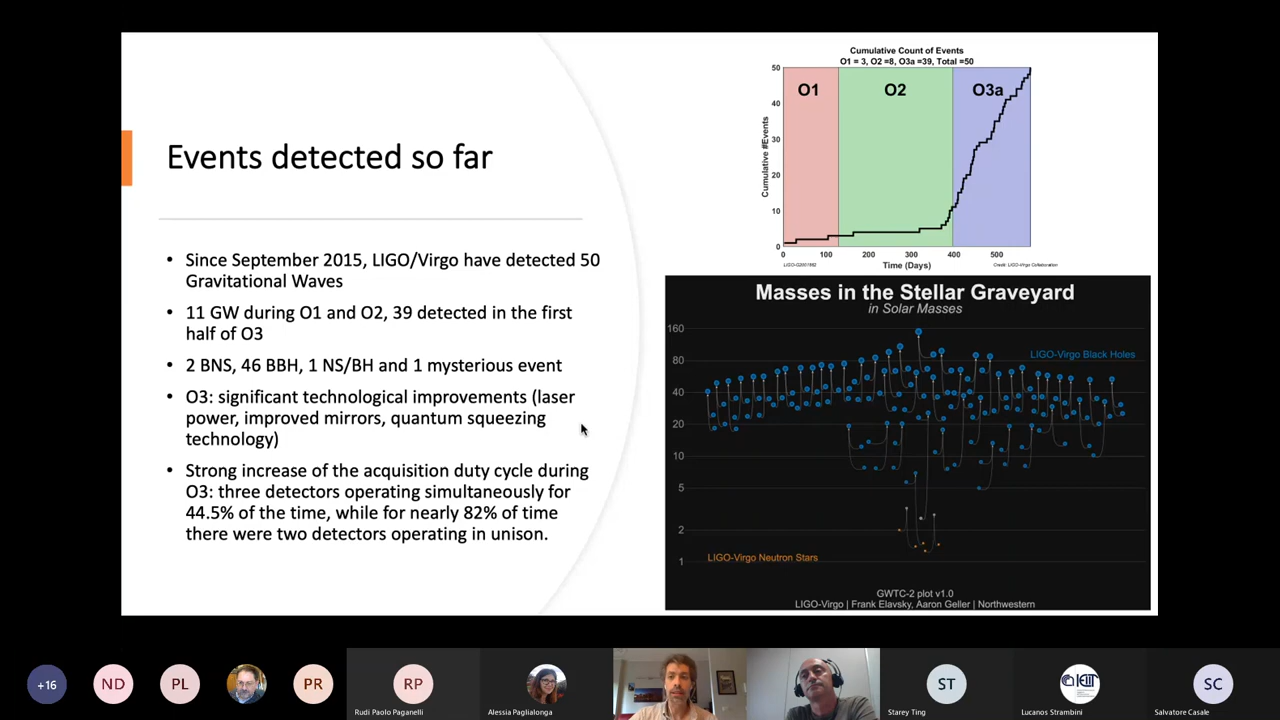 Events detected so far
• Since September 2015, LIGO/Virgo have detected 50
Gravitational Waves
• 11 GW during O1 and O2, 39 detected in the first
half of O3
• 2 BNS, 46 BBH, 1 NS/BH and 1 mysterious event
• O3: significant technological improvements (laser
power, improved mirrors, quantum squeezing
technology)
• Strong increase of the acquisition duty cycle during
O3: three detectors operating simultaneously for
44.5% of the time, while for nearly 82% of time
there were two detectors operating in unison.
Cumulative Count of Events
O1 = 3, O2 =8, O3a =39, Total =50
O1 O2 O3a
Cumulative #Events
50
40
30
20
10
0
0 100 200 300 400 500
Time (Days)
Credit: LIGO-Virgo Collaboration
Masses in the Stellar Graveyard
in Solar Masses
160
80
40
20
10
5
2
1
LIGO-Virgo Black Holes
LIGO-Virgo Neutron Stars
GWTC-2 plot v1.0
LIGO-Virgo | Frank Elavsky, Aaron Geller | Northwestern
+16
ND
PL
PR
RP
Rudi Paolo Paganelli
Alessia Paglialonga
ST
Starey Ting
IEIIT
Lucanos Strambini
SC
Salvatore Casale